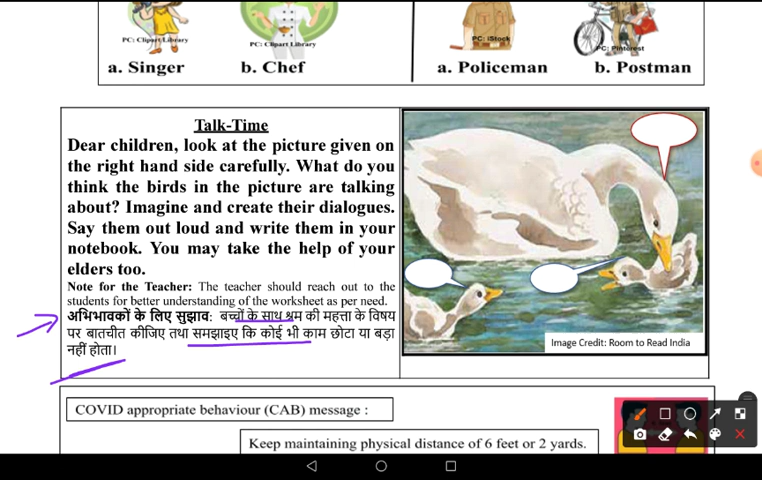 PC: Clipart Library
PC: Clipart Library
PC: iStock
PC: Pinterest
a. Singer
b. Chef
a. Policeman
b. Postman
Talk-Time
Dear children, look at the picture given on
the right hand side carefully. What do you
think the birds in the picture are talking
about? Imagine and create their dialogues.
Say them out loud and write them in your
notebook. You may take the help of your
elders too.
Note for the Teacher: The teacher should reach out to the
students for better understanding of the worksheet as per need.
अभिभावकों के लिए सुझाव: बच्चों के साथ श्रम की महत्ता के विषय
पर बातचीत कीजिए तथा समझाइए कि कोई भी काम छोटा या बड़ा
नहीं होता।
Image Credit: Room to Read India
COVID appropriate behaviour (CAB) message :
Keep maintaining physical distance of 6 feet or 2 yards.